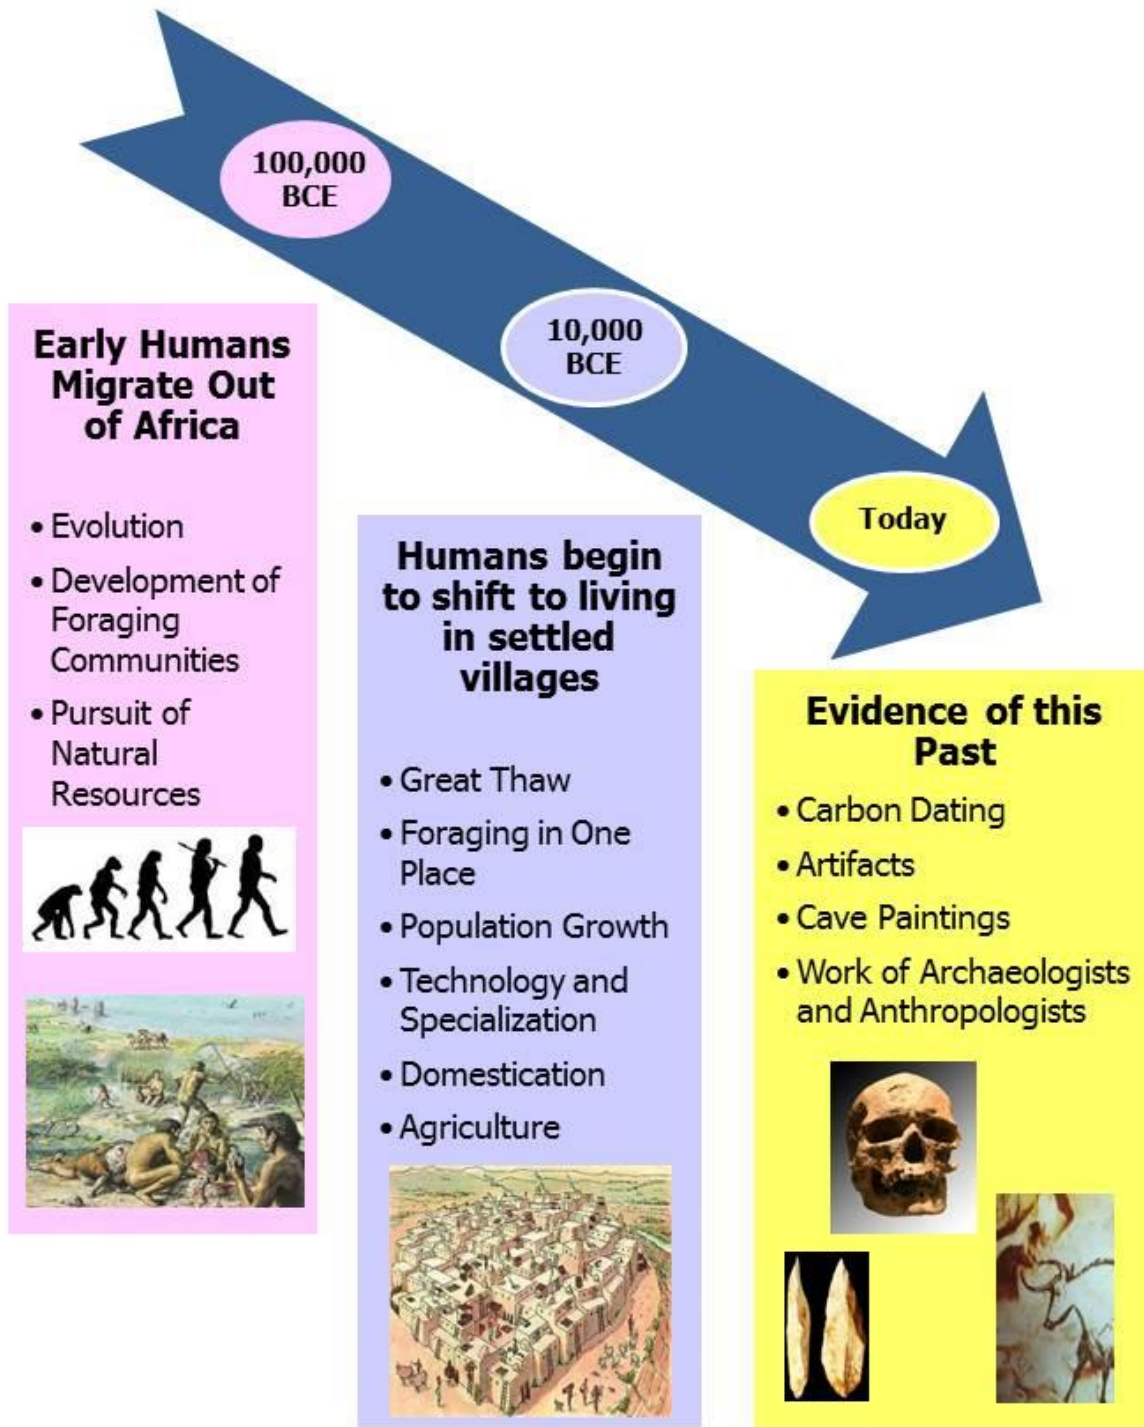 100,000
BCE
10,000
BCE
Today
Early Humans
Migrate Out
of Africa
• Evolution
• Development of
Foraging
Communities
• Pursuit of
Natural
Resources
Humans begin
to shift to living
in settled
villages
• Great Thaw
• Foraging in One
Place
• Population Growth
• Technology and
Specialization
• Domestication
• Agriculture
Evidence of this
Past
• Carbon Dating
• Artifacts
• Cave Paintings
• Work of Archaeologists
and Anthropologists